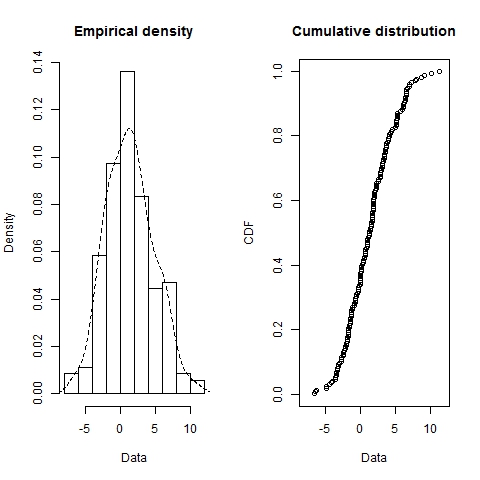 Empirical density
Density
0.00 0.02 0.04 0.06 0.08 0.10 0.12 0.14
-5 0 5 10
Data
Cumulative distribution
CDF
0.0 0.2 0.4 0.6 0.8 1.0
-5 0 5 10
Data